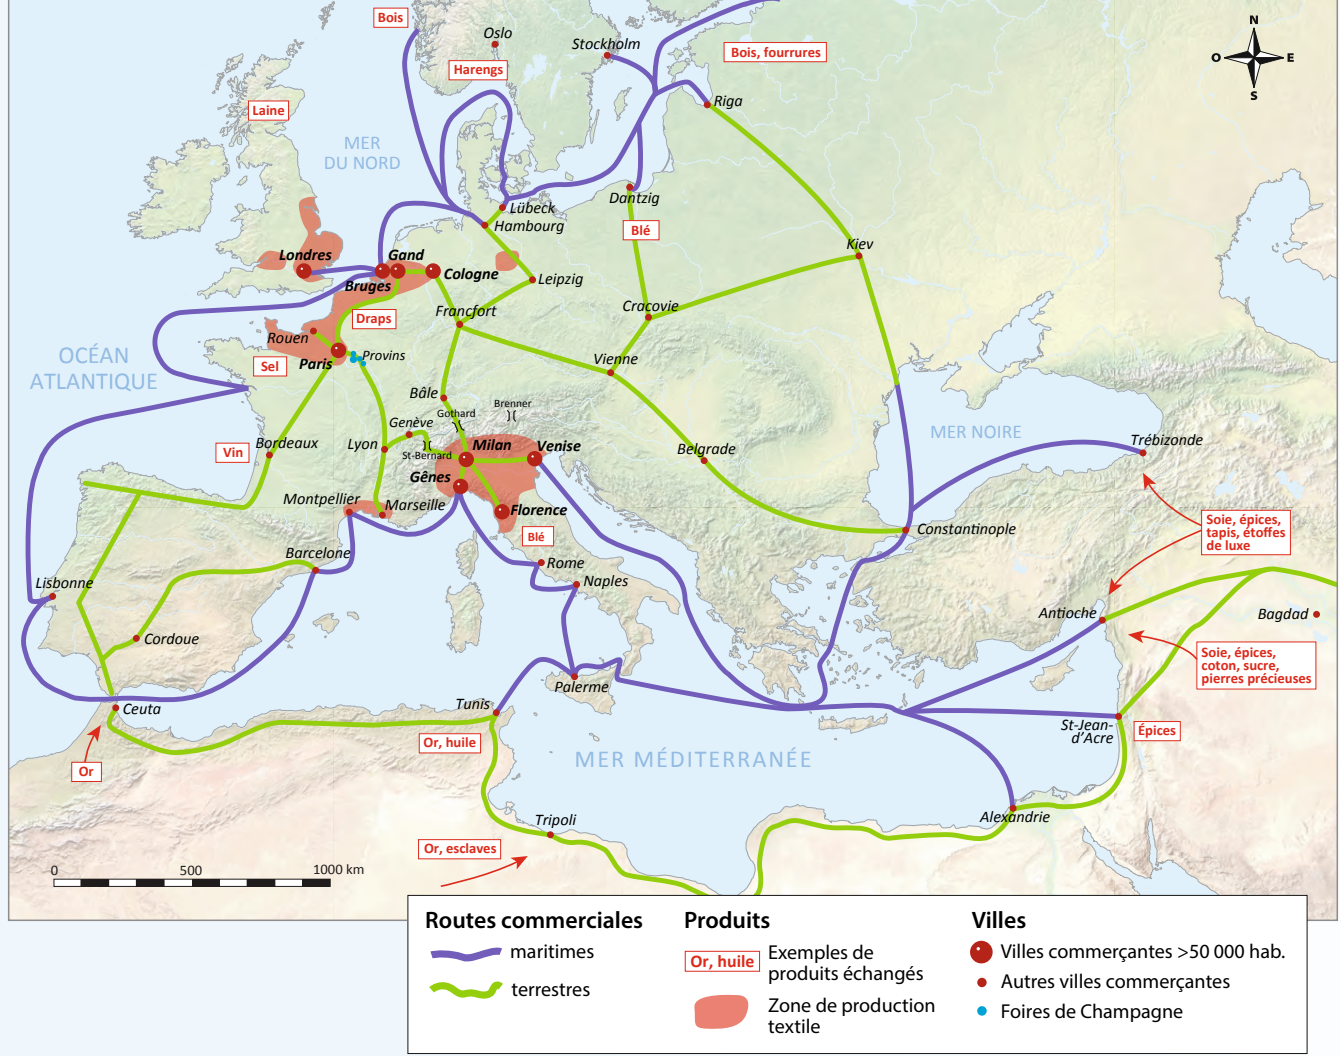 Bois
Oslo
Stockholm
Bois, fourrures
N
O
E
S
Harengs
Laine
Riga
MER
DU NORD
Dantzig
Lübeck
Hambourg
Blé
Kiev
Londres
Gand
Cologne
Bruges
Leipzig
Cracovie
Francfort
Draps
Rouen
Provins
Paris
Vienne
Sel
OCÉAN
ATLANTIQUE
Bâle
Brenner
Gothard
Genève
MER NOIRE
Trébizonde
Bordeaux
Lyon
St-Bernard
Milan
Venise
Belgrade
Vin
Gênes
Montpellier
Marseille
Florence
Soie, épices,
tapis, étoffes
de luxe
Constantinople
Blé
Barcelone
Rome
Naples
Lisbonne
Antioche
Bagdad
Cordoue
Soie, épices,
coton, sucre,
pierres précieuses
Palerme
Ceuta
Tunis
St-Jean-
d'Acre
Épices
Or, huile
Or
MER MÉDITERRANÉE
Alexandrie
Tripoli
Or, esclaves
0 500 1000 km
Routes commerciales
maritimes
terrestres
Produits
Or, huile
Exemples de
produits échangés
Zone de production
textile
Villes
Villes commerçantes >50 000 hab.
Autres villes commerçantes
Foires de Champagne